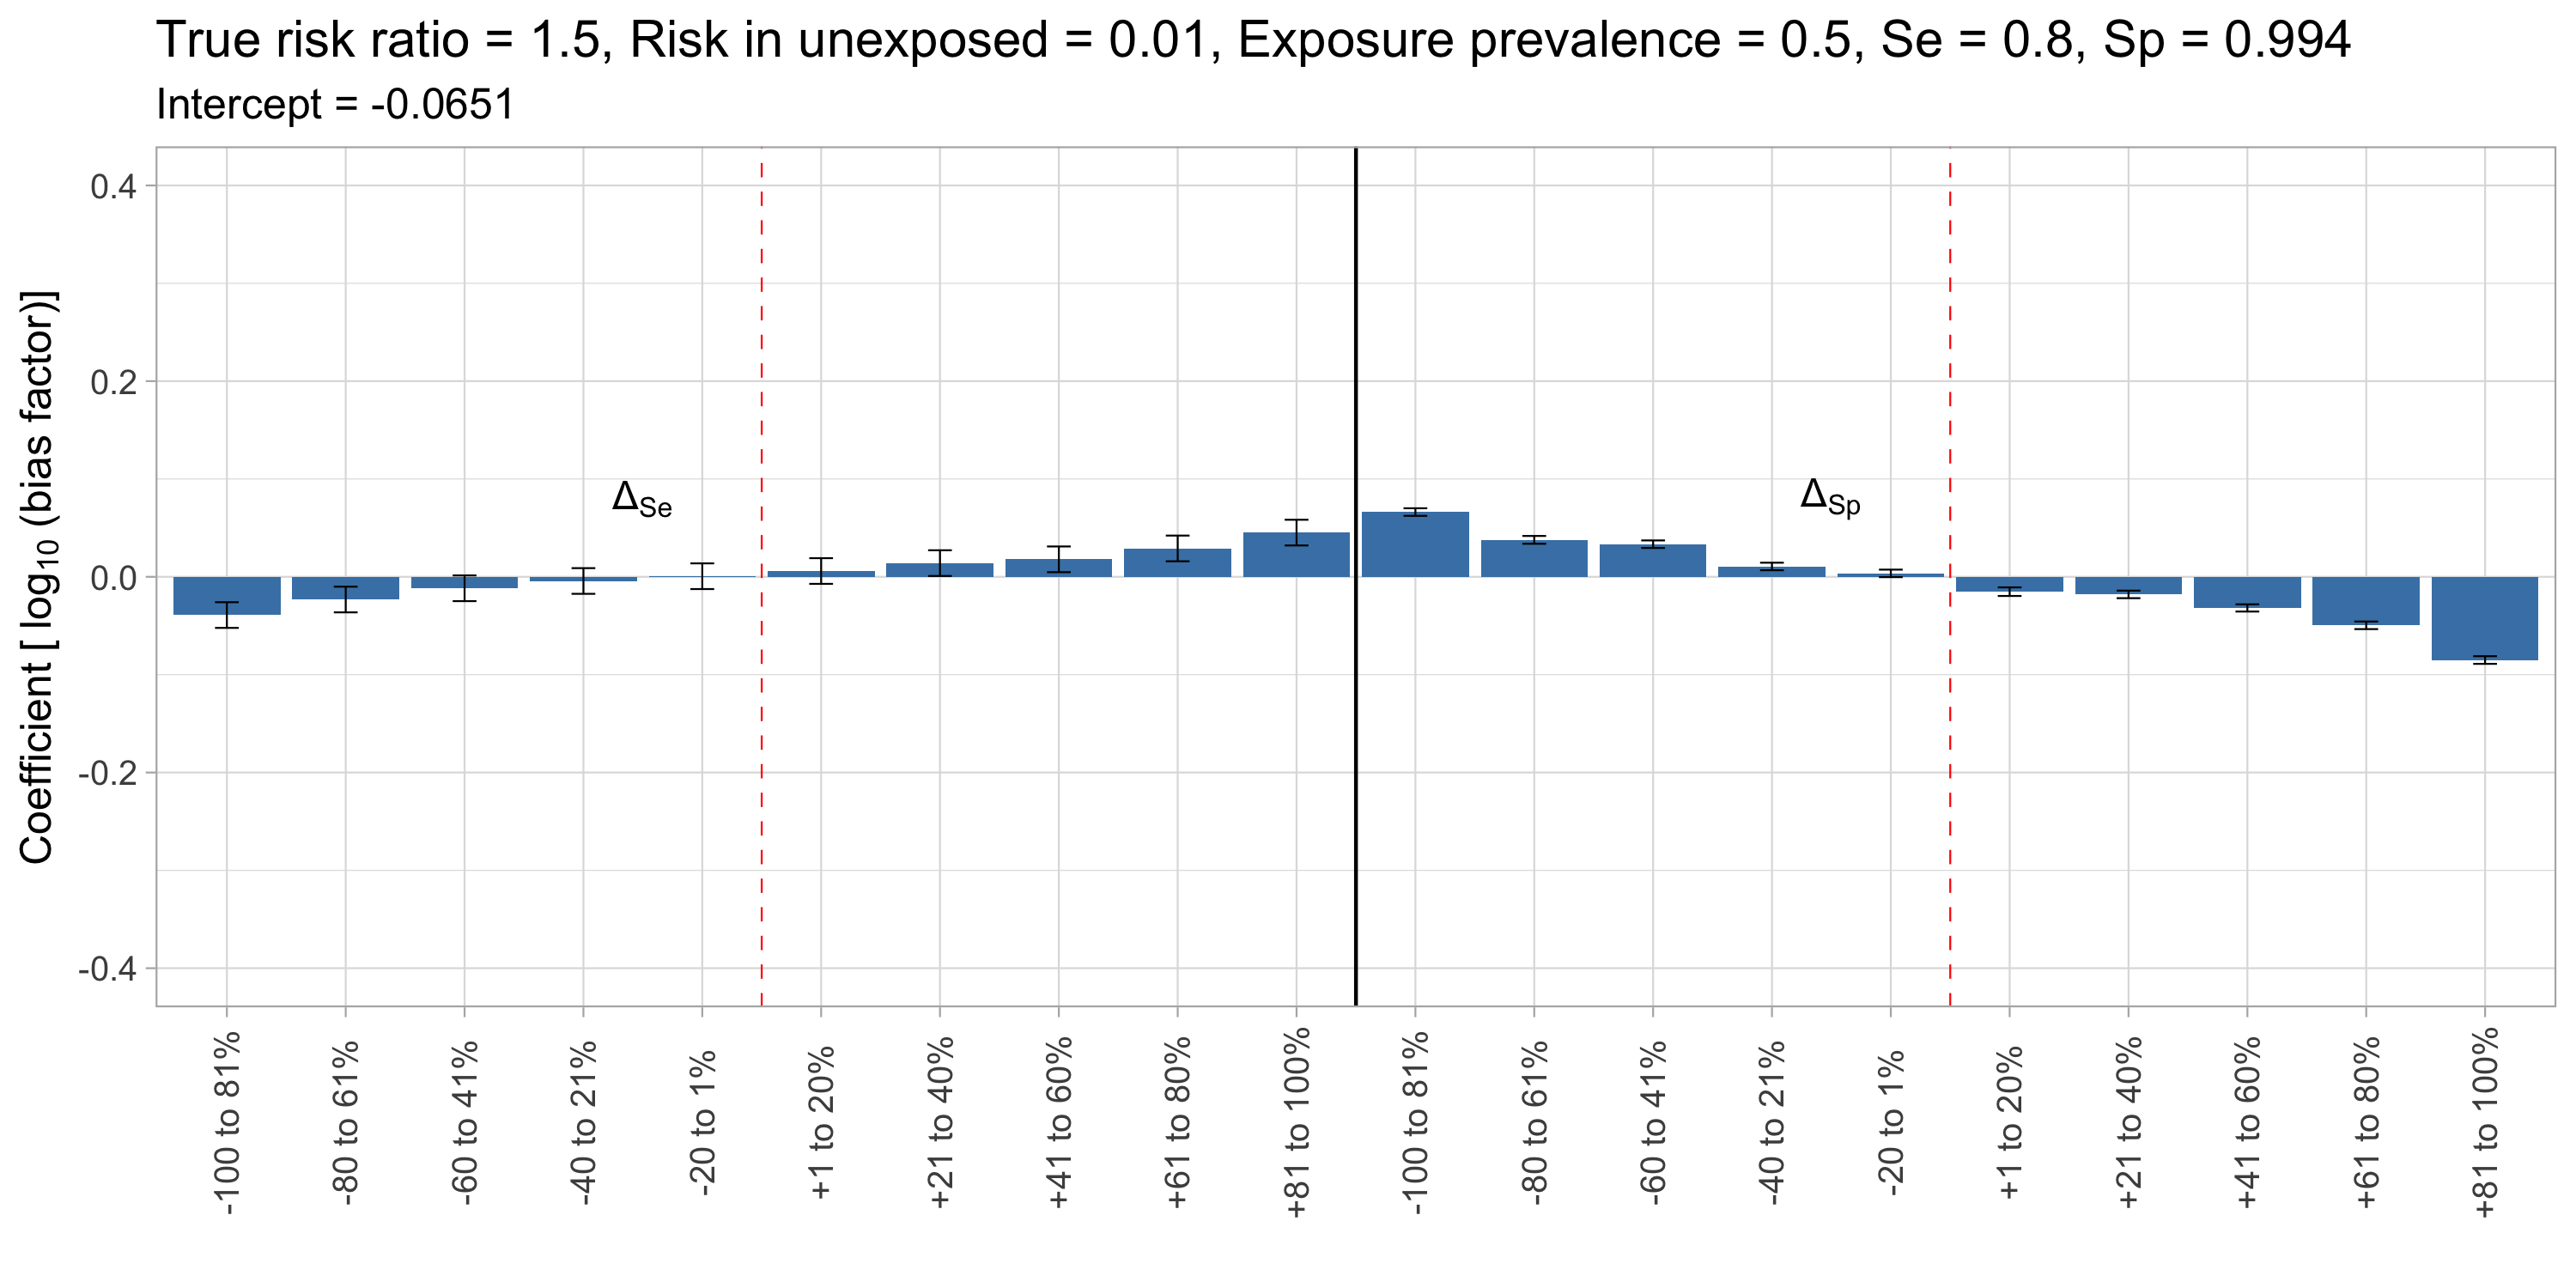 True risk ratio = 1.5, Risk in unexposed = 0.01, Exposure prevalence = 0.5, Se = 0.8, Sp = 0.994
Intercept = -0.0651
Coefficient [ log10 (bias factor)]
0.4
0.2
0.0
-0.2
-0.4
ΔSe
ΔSp
-100 to 81%
-80 to 61%
-60 to 41%
-40 to 21%
-20 to 1%
+1 to 20%
+21 to 40%
+41 to 60%
+61 to 80%
+81 to 100%
-100 to 81%
-80 to 61%
-60 to 41%
-40 to 21%
-20 to 1%
+1 to 20%
+21 to 40%
+41 to 60%
+61 to 80%
+81 to 100%